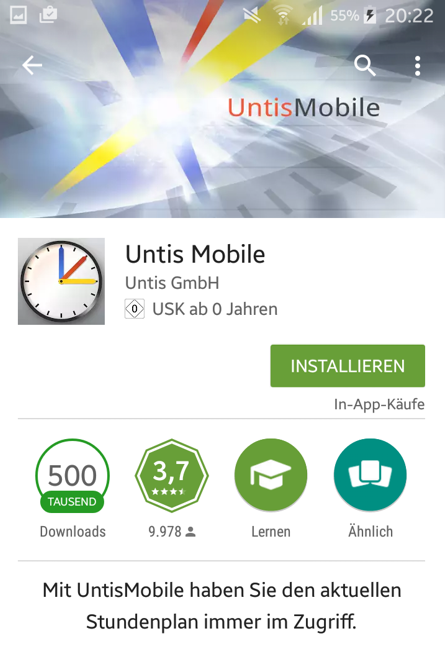 55% 20:22
UntisMobile
Untis Mobile
Untis GmbH
0 USK ab 0 Jahren
INSTALLIEREN
In-App-Käufe
500
TAUSEND
3,7
Downloads 9.978 Lernen Ähnlich
Mit UntisMobile haben Sie den aktuellen
Stundenplan immer im Zugriff.